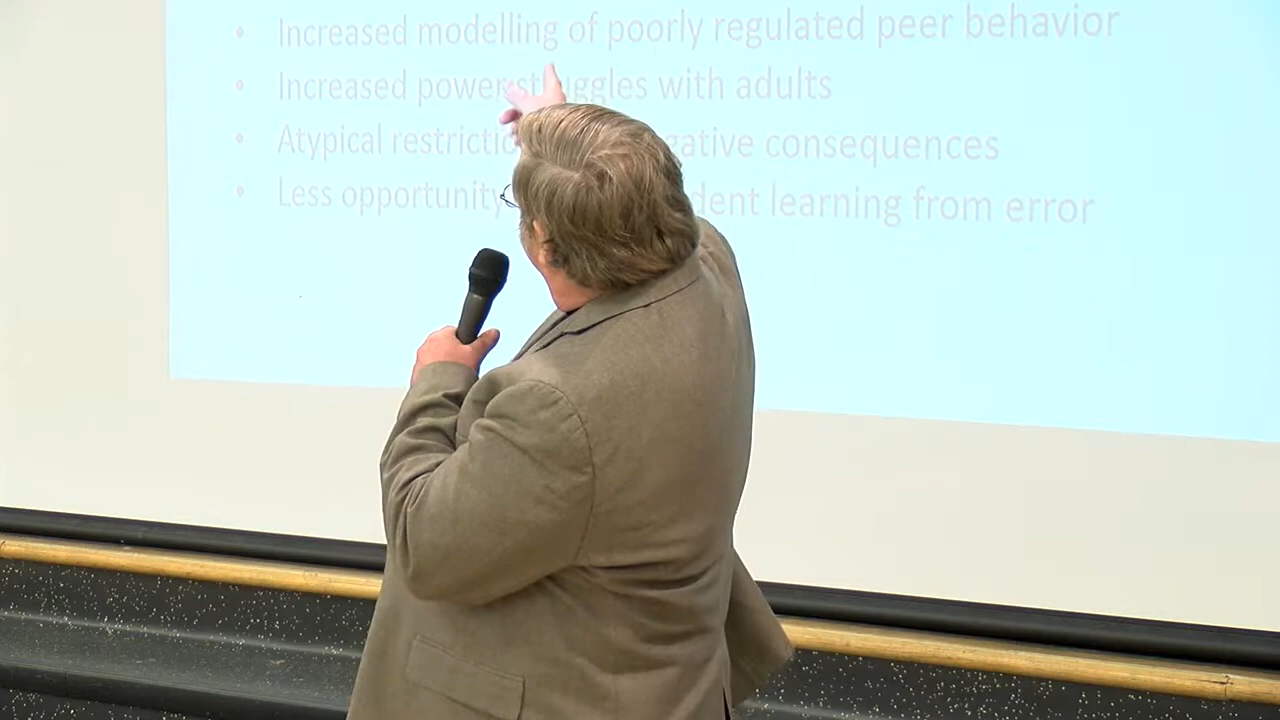 • Increased modelling of poorly regulated peer behavior
• Increased power struggles with adults
• Atypical restrictio gative consequences
• Less opportunity dent learning from error